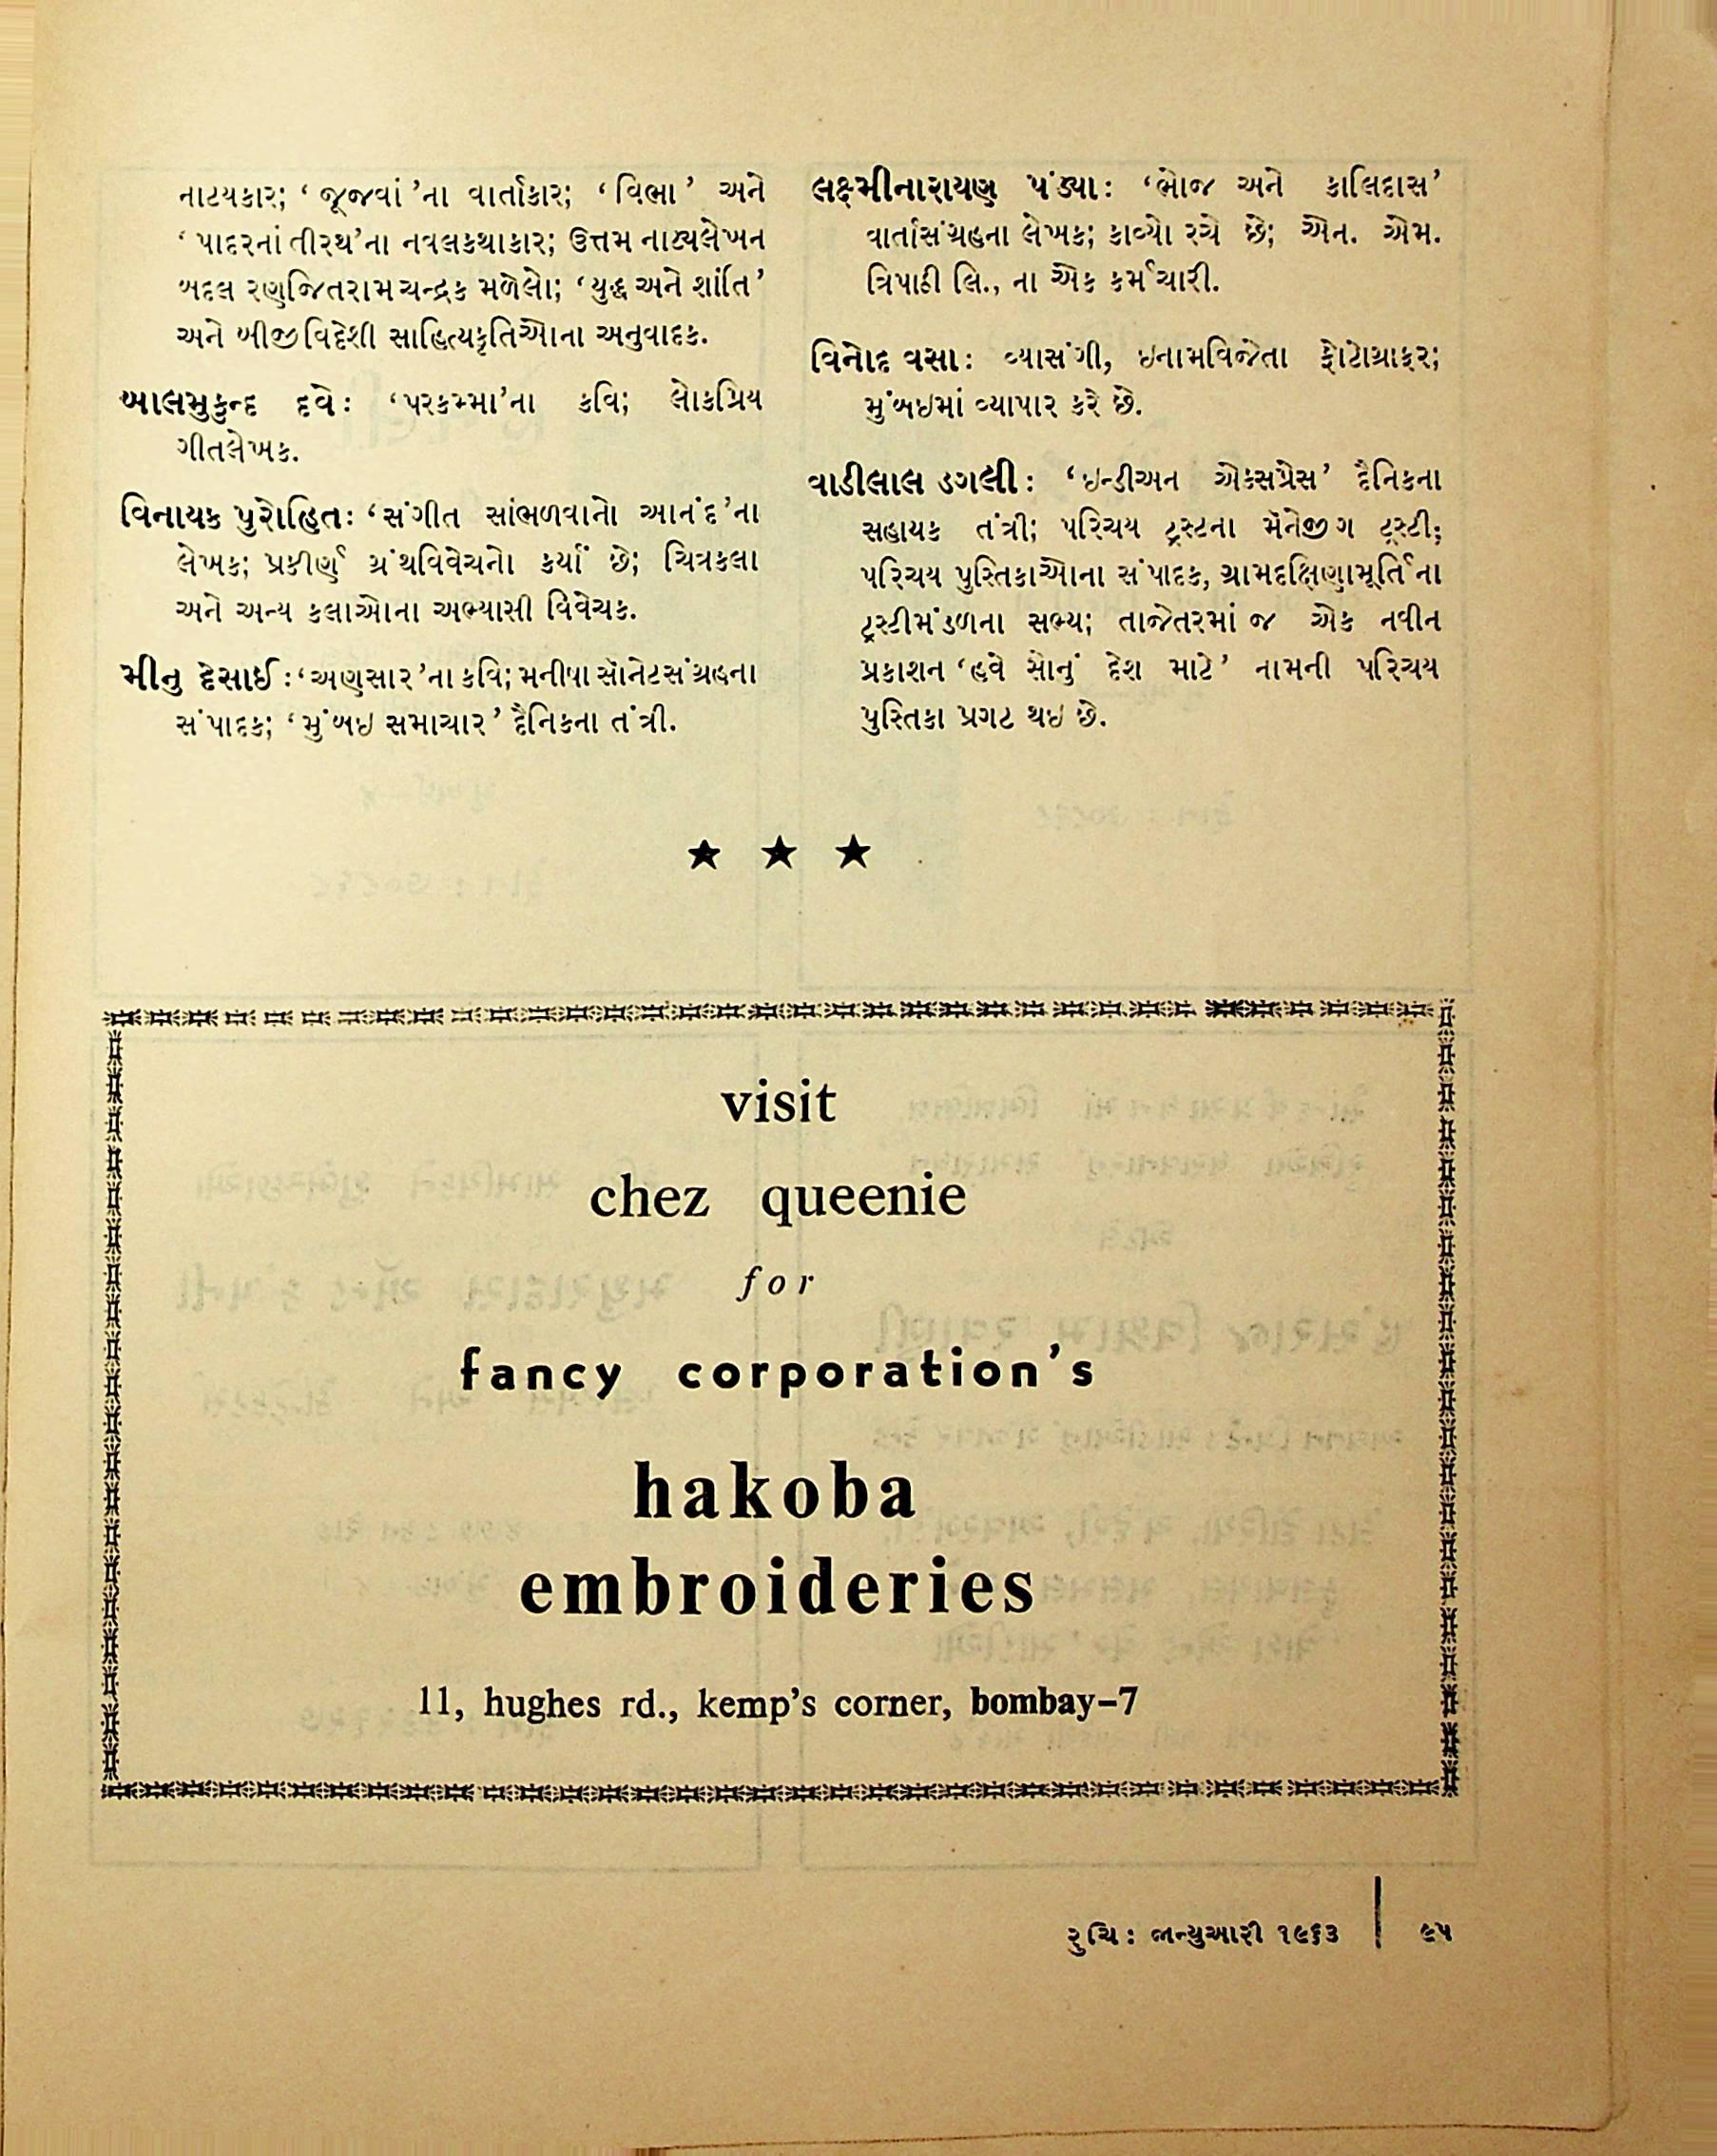 નાટયકાર; ‘ જૂજવાં ’ના વાર્તાકાર; ‘ વિભા ’ અને
‘ પાદરનાં તીરથ’ના નવલકથાકાર; ઉત્તમ નાટ્યલેખન
બદલ રણજિતરામ ચન્દ્રક મળેલો; ‘યુદ્ધ અને શાંતિ’
અને બીજી વિદેશી સાહિત્યકૃતિઓના અનુવાદક.
બાલમુકુન્દ દવે: ‘પરકમ્મા’ના કવિ; લોકપ્રિય
ગીતલેખક.
વિનાયક પુરોહિત: ‘સંગીત સાંભળવાનો આનંદ’ના
લેખક; પ્રકીર્ણ ગ્રંથવિવેચનો કર્યાં છે; ચિત્રકલા
અને અન્ય કલાઓના અભ્યાસી વિવેચક.
મીનુ દેસાઈ: ‘અણસાર’ના કવિ; મનીષા સૉનેટસંગ્રહના
સંપાદક; ‘મુંબઇ સમાચાર’ દૈનિકના તંત્રી.
લક્ષ્મીનારાયણ પંડ્યા: ‘ભોજ અને કાલિદાસ’
વાર્તાસંગ્રહના લેખક; કાવ્યો રચે છે; એન. એમ.
ત્રિપાઠી લિ., ના એક કર્મચારી.
વિનોદ વસા: વ્યાસંગી, ઇનામવિજેતા ફોટોગ્રાફર;
મુંબઇમાં વ્યાપાર કરે છે.
વાડીલાલ ડગલી: ‘ઇન્ડીઅન એક્સપ્રેસ’ દૈનિકના
સહાયક તંત્રી; પરિચય ટ્રસ્ટના મૅનેજીંગ ટ્રસ્ટી;
પરિચય પુસ્તિકાઓના સંપાદક, ગ્રામદક્ષિણામૂર્તિના
ટ્રસ્ટીમંડળના સભ્ય; તાજેતરમાં જ એક નવીન
પ્રકાશન ‘હવે સોનું દેશ માટે’ નામની પરિચય
પુસ્તિકા પ્રગટ થઇ છે.
★ ★ ★
visit
chez queenie
for
fancy corporation’s
hakoba
embroideries
11, hughes rd., kemp’s corner, bombay–7
રુચિ: જાન્યુઆરી ૧૯૬૩ | ૯૫